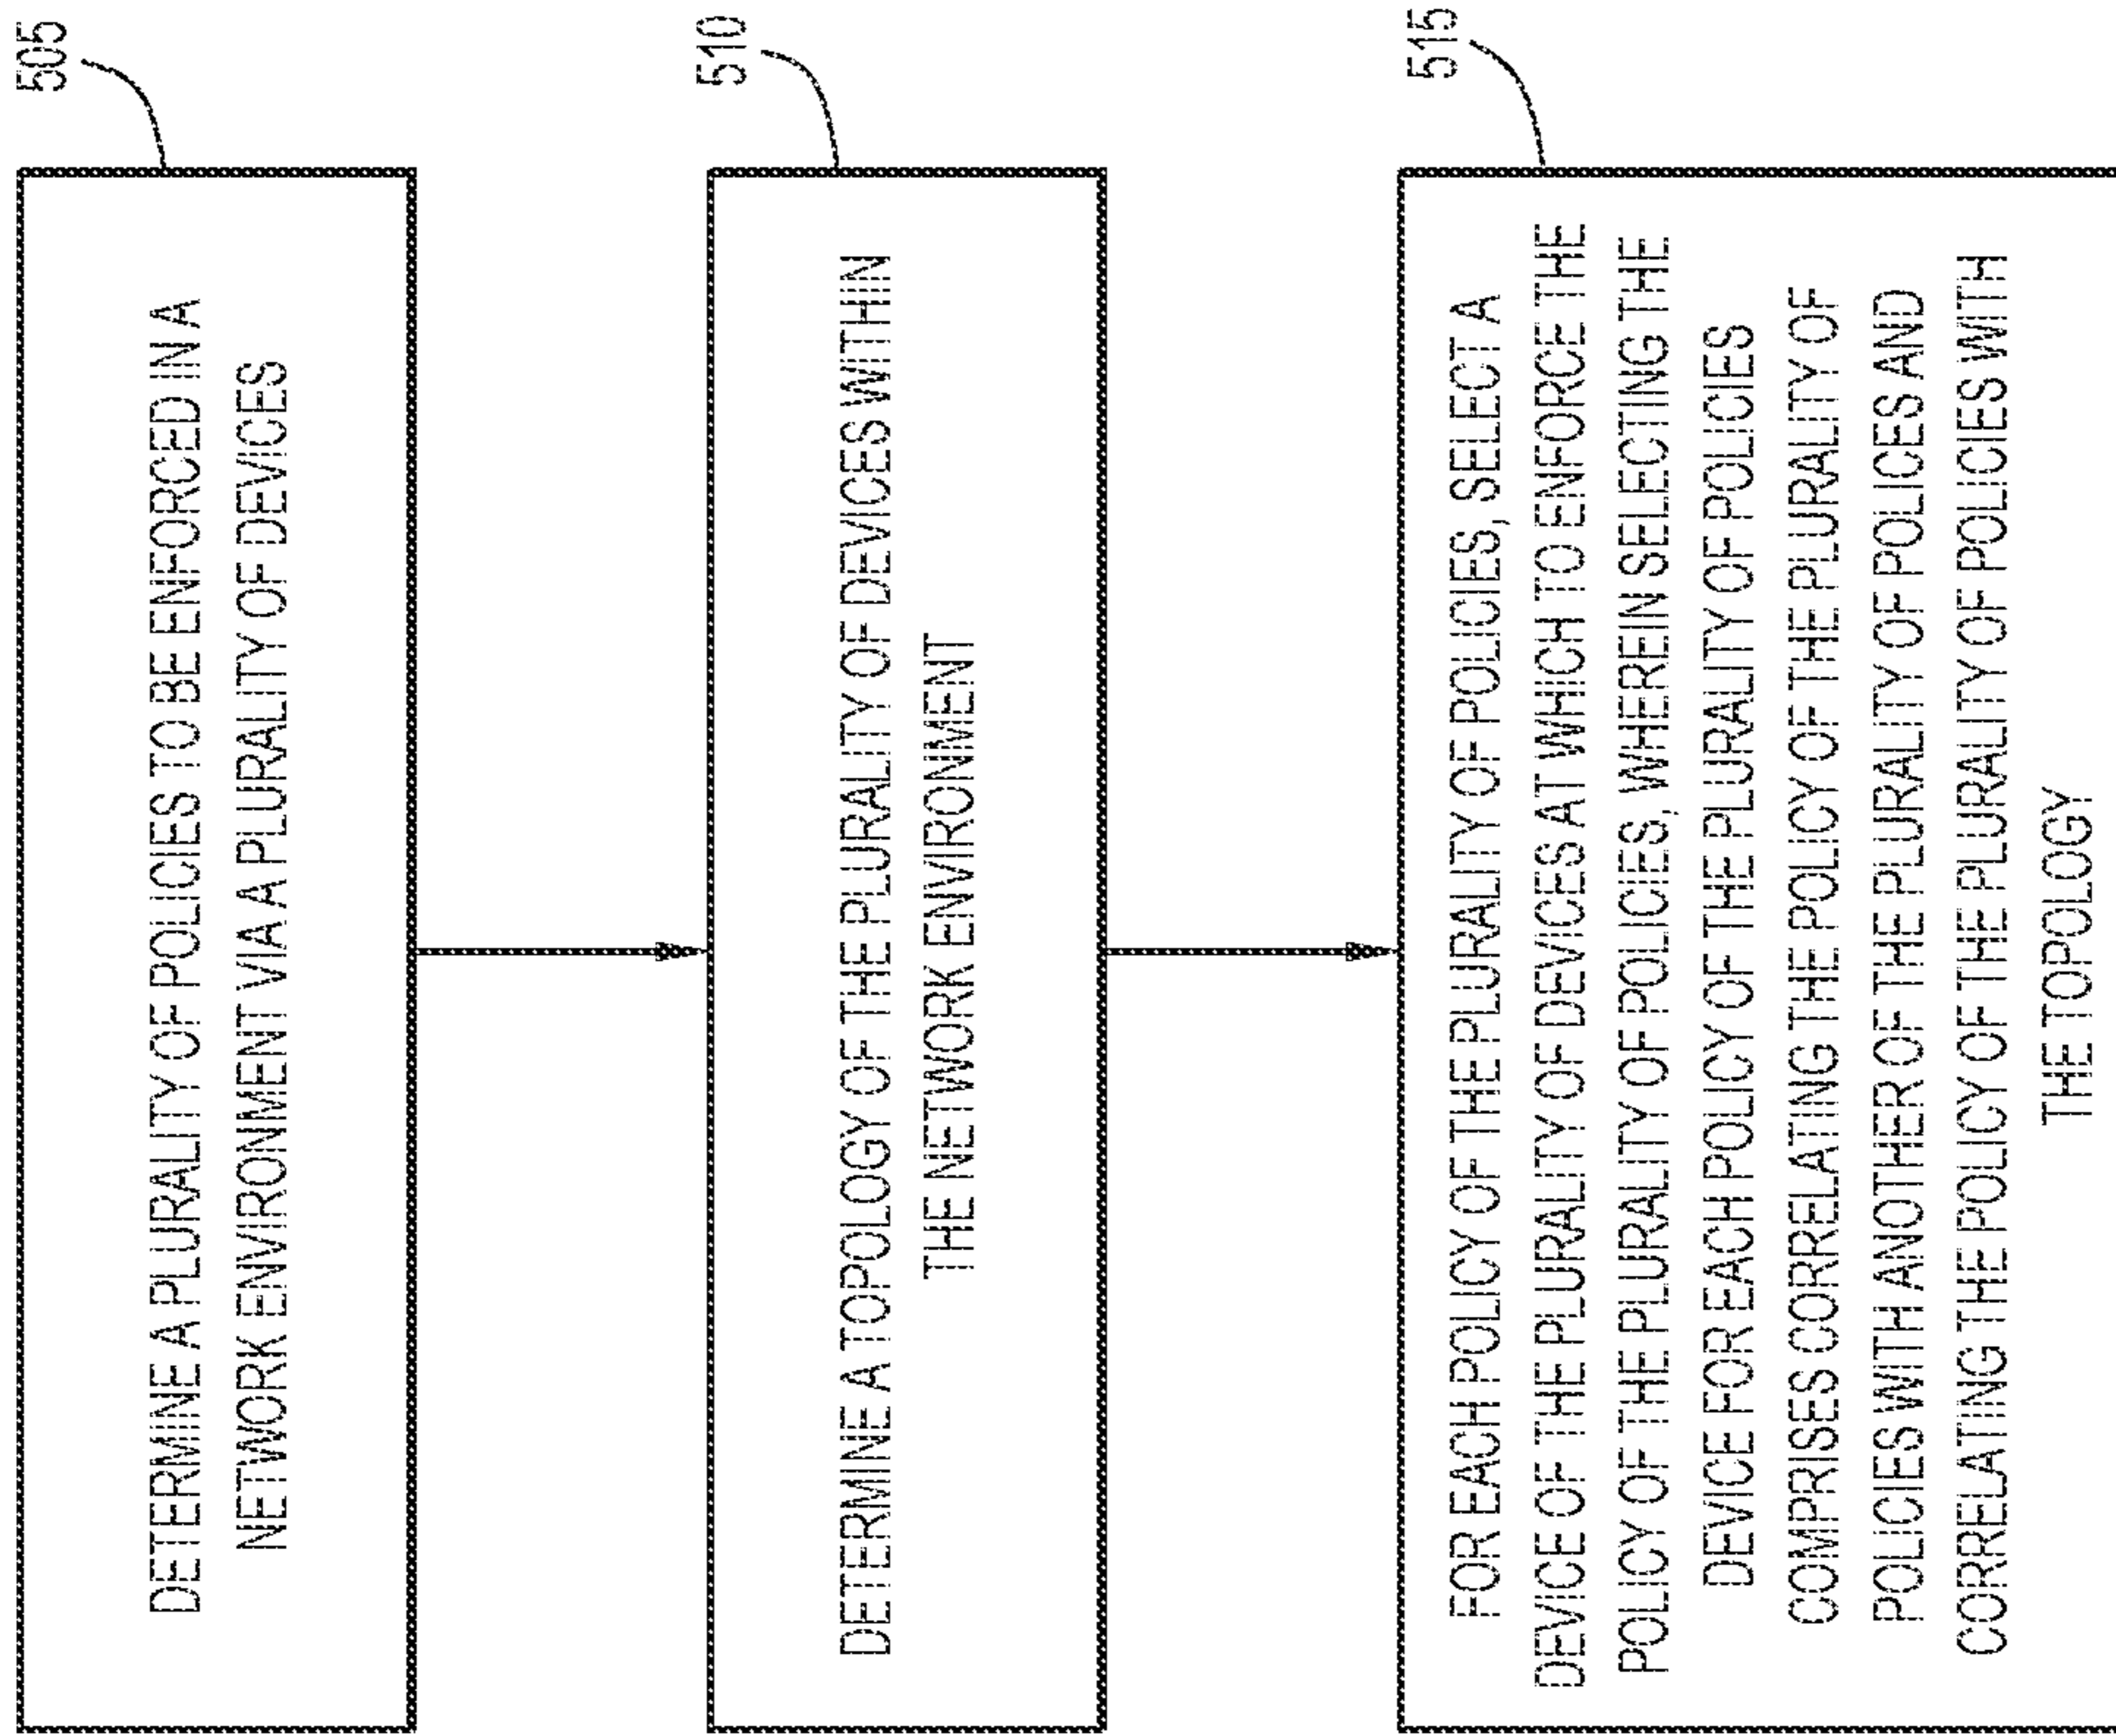 505
DETERMINE A PLURALITY OF POLICIES TO BE ENFORCED IN A
NETWORK ENVIRONMENT VIA A PLURALITY OF DEVICES
510
DETERMINE A TOPOLOGY OF THE PLURALITY OF DEVICES WITHIN
THE NETWORK ENVIRONMENT
515
FOR EACH POLICY OF THE PLURALITY OF POLICIES, SELECT A
DEVICE OF THE PLURALITY OF DEVICES AT WHICH TO ENFORCE THE
POLICY OF THE PLURALITY OF POLICIES, WHEREIN SELECTING THE
DEVICE FOR EACH POLICY OF THE PLURALITY OF POLICIES
COMPRISES CORRELATING THE POLICY OF THE PLURALITY OF
POLICIES WITH ANOTHER OF THE PLURALITY OF POLICES AND
CORRELATING THE POLICY OF THE PLURALITY OF POLICIES WITH
THE TOPOLOGY